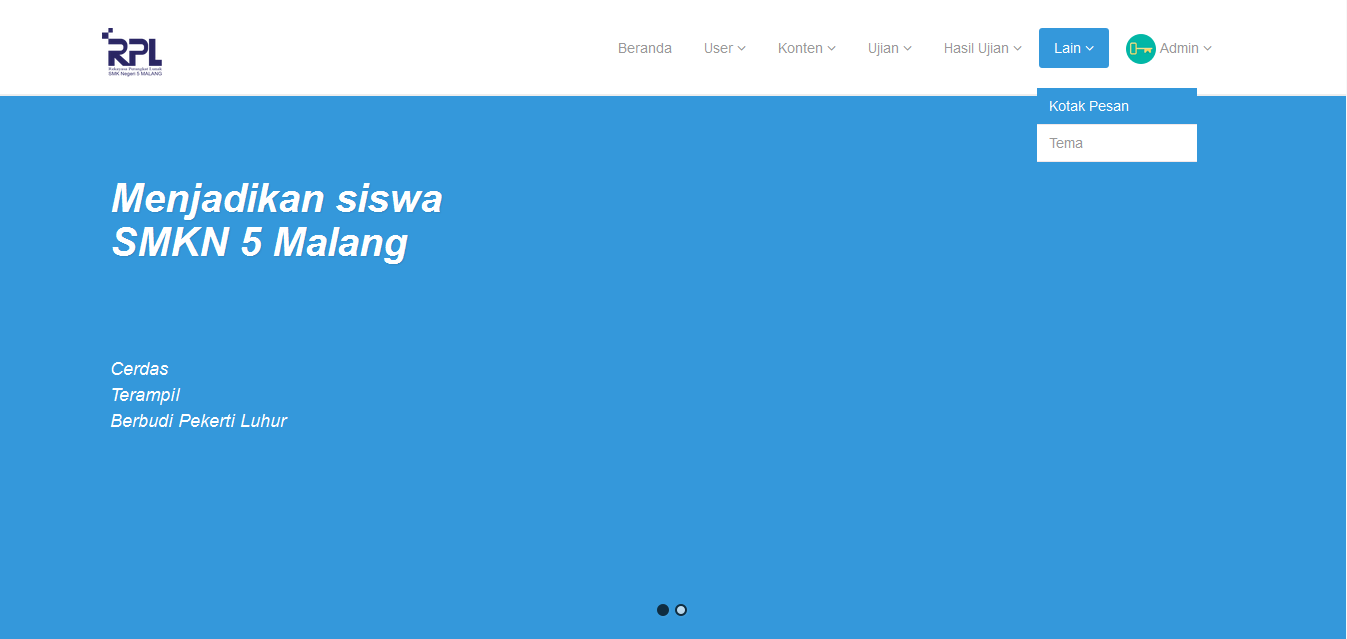 RPL
Rekayasa Perangkat Lunak
SMK Negeri 5 MALANG
Beranda
User
Konten
Ujian
Hasil Ujian
Lain
Admin
Kotak Pesan
Tema
Menjadikan siswa
SMKN 5 Malang
Cerdas
Terampil
Berbudi Pekerti Luhur